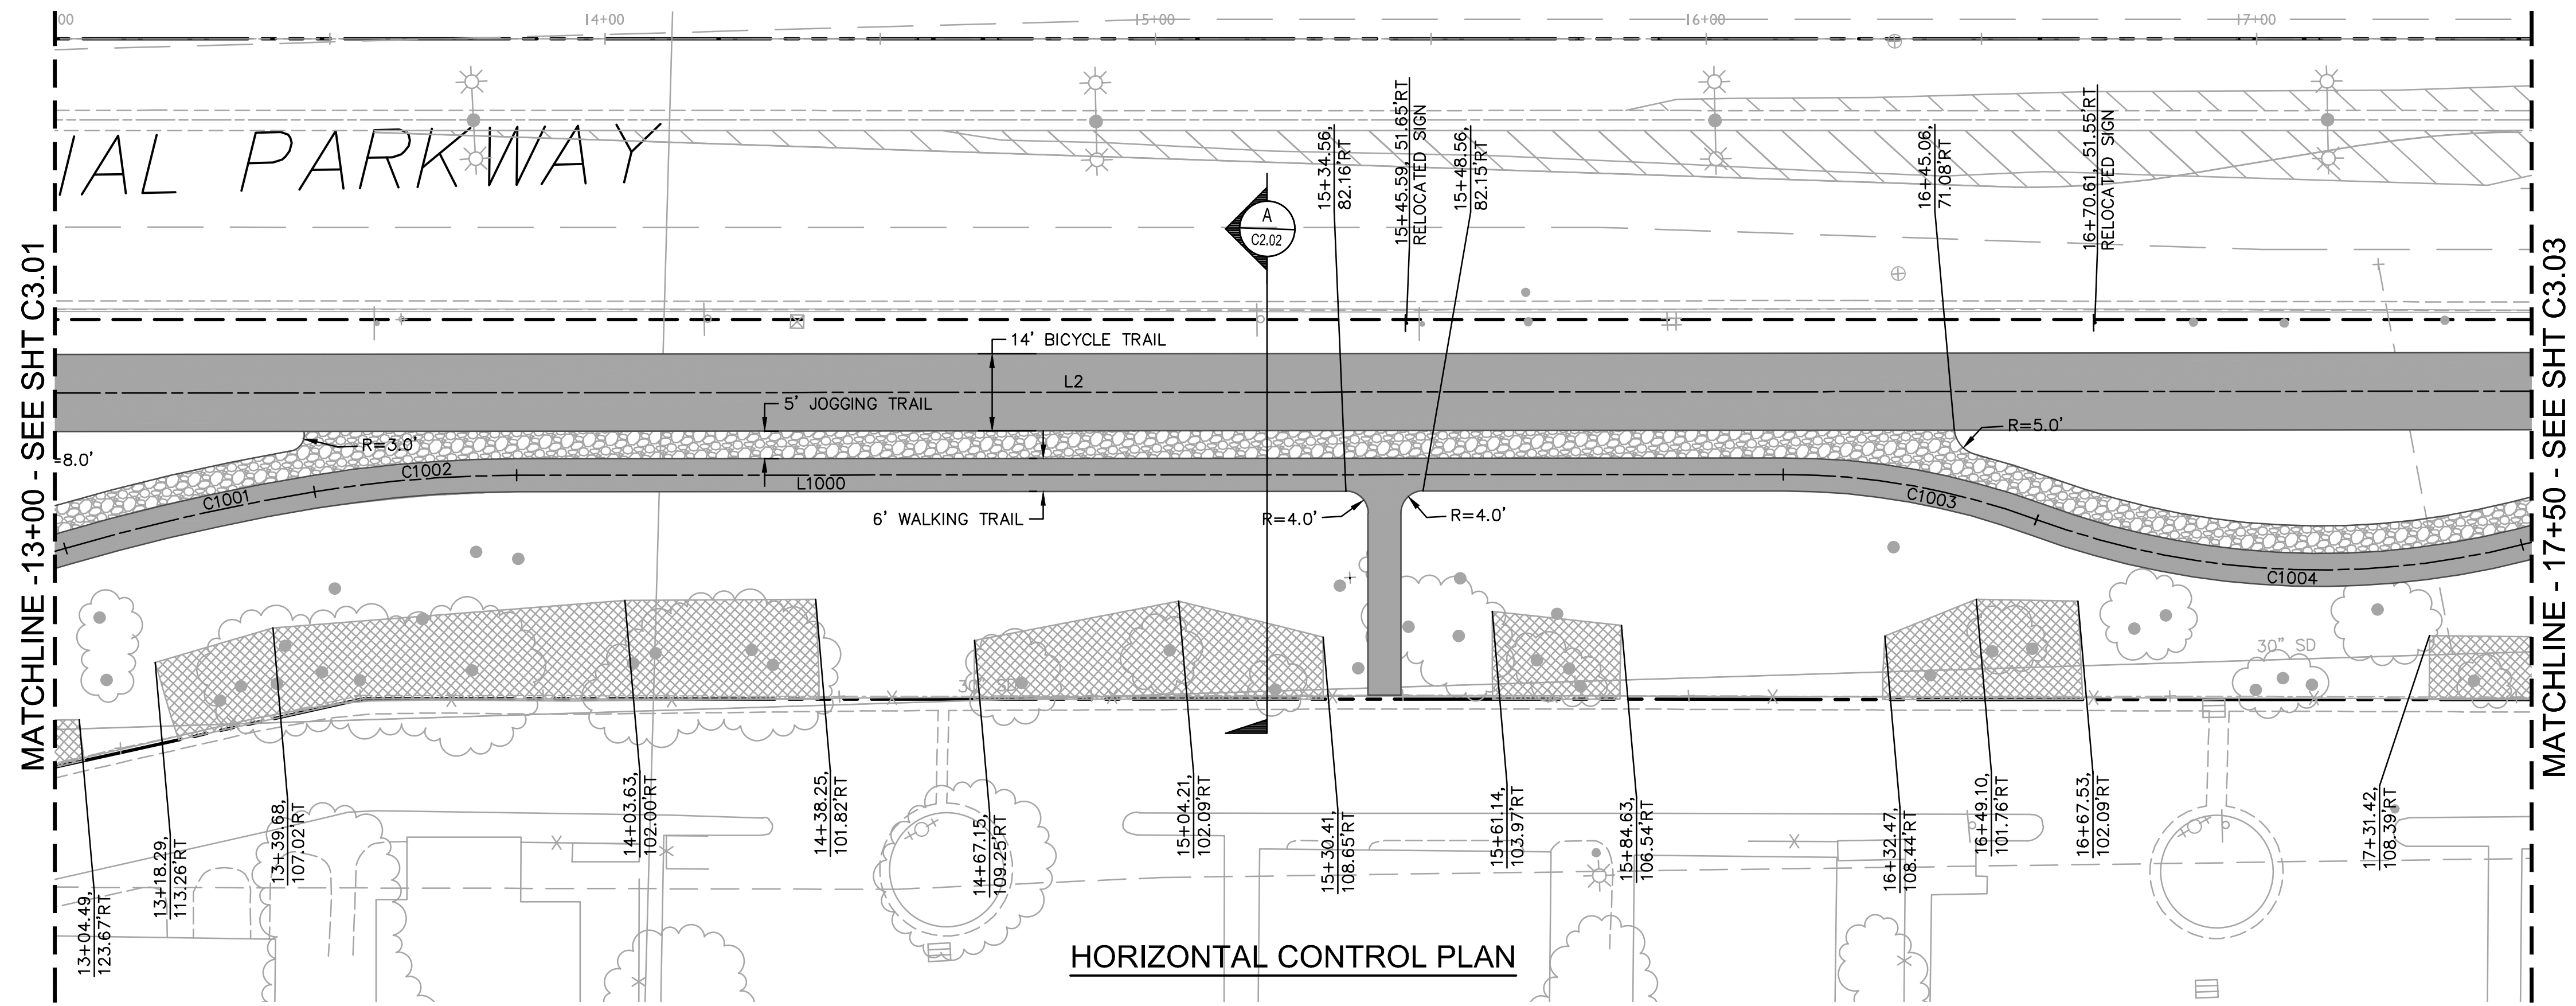 00
14+00
15+00
16+00
17+00
IAL PARKWAY
15+34.56,
82.16'RT
15+45.59, 51.65'RT
RELOCATED SIGN
15+48.56,
82.15'RT
16+45.06,
71.08'RT
16+70.61, 51.55'RT
RELOCATED SIGN
A
C2.02
MATCHLINE -13+00 - SEE SHT C3.01
MATCHLINE - 17+50 - SEE SHT C3.03
14' BICYCLE TRAIL
L2
5' JOGGING TRAIL
R=3.0'
R=5.0'
-8.0'
C1001
C1002
L1000
C1003
C1004
6' WALKING TRAIL
R=4.0'
R=4.0'
30" SD
30" SD
13+04.49,
123.67'RT
13+18.29,
113.26'RT
13+39.68,
107.02'RT
14+03.63,
102.00'RT
14+38.25,
101.82'RT
14+67.15,
109.25'RT
15+04.21,
102.09'RT
15+30.41,
108.65'RT
15+61.14,
103.97'RT
15+84.63,
106.54'RT
16+32.47,
108.44'RT
16+49.10,
101.76'RT
16+67.53,
102.09'RT
17+31.42,
108.39'RT
HORIZONTAL CONTROL PLAN